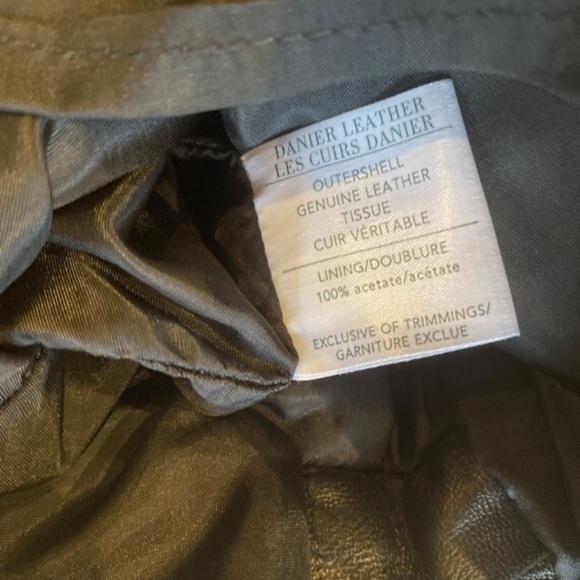 DANIER LEATHER
LES CUIRS DANIER
OUTERSHELL
GENUINE LEATHER
TISSUE
CUIR VÉRITABLE
LINING/DOUBLURE
100% acetate/acétate
EXCLUSIVE OF TRIMMINGS/
GARNITURE EXCLUE